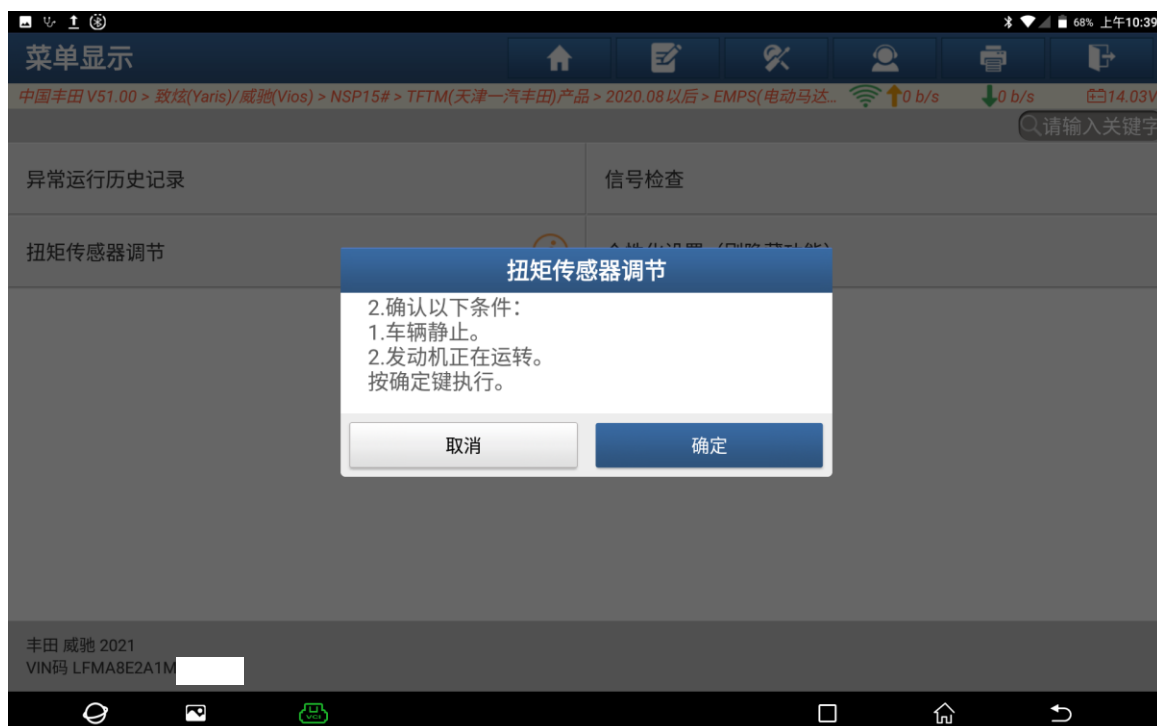 68% 上午10:39
菜单显示
中国丰田 V51.00 > 致炫(Yaris)/威驰(Vios) > NSP15# > TFTM(天津一汽丰田)产品 > 2020.08以后 > EMPS(电动马达... 0 b/s 0 b/s 14.03V
请输入关键字
异常运行历史记录 信号检查
扭矩传感器调节
扭矩传感器调节
2.确认以下条件：
1.车辆静止。
2.发动机正在运转。
按确定键执行。
取消 确定
丰田 威驰 2021
VIN码 LFMA8E2A1M
VCI